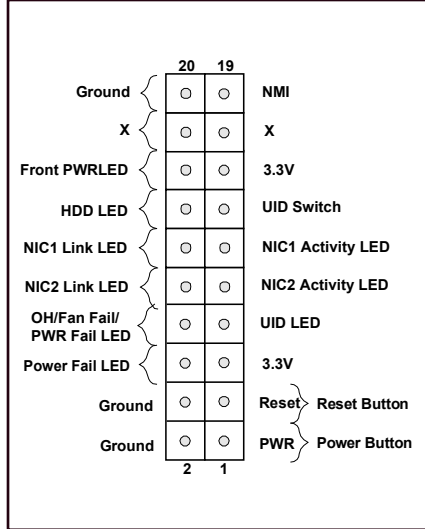 20 19
Ground NMI
X X
Front PWRLED 3.3V
HDD LED UID Switch
NIC1 Link LED NIC1 Activity LED
NIC2 Link LED NIC2 Activity LED
OH/Fan Fail/
PWR Fail LED UID LED
Power Fail LED 3.3V
Ground Reset Reset Button
Ground PWR Power Button
2 1